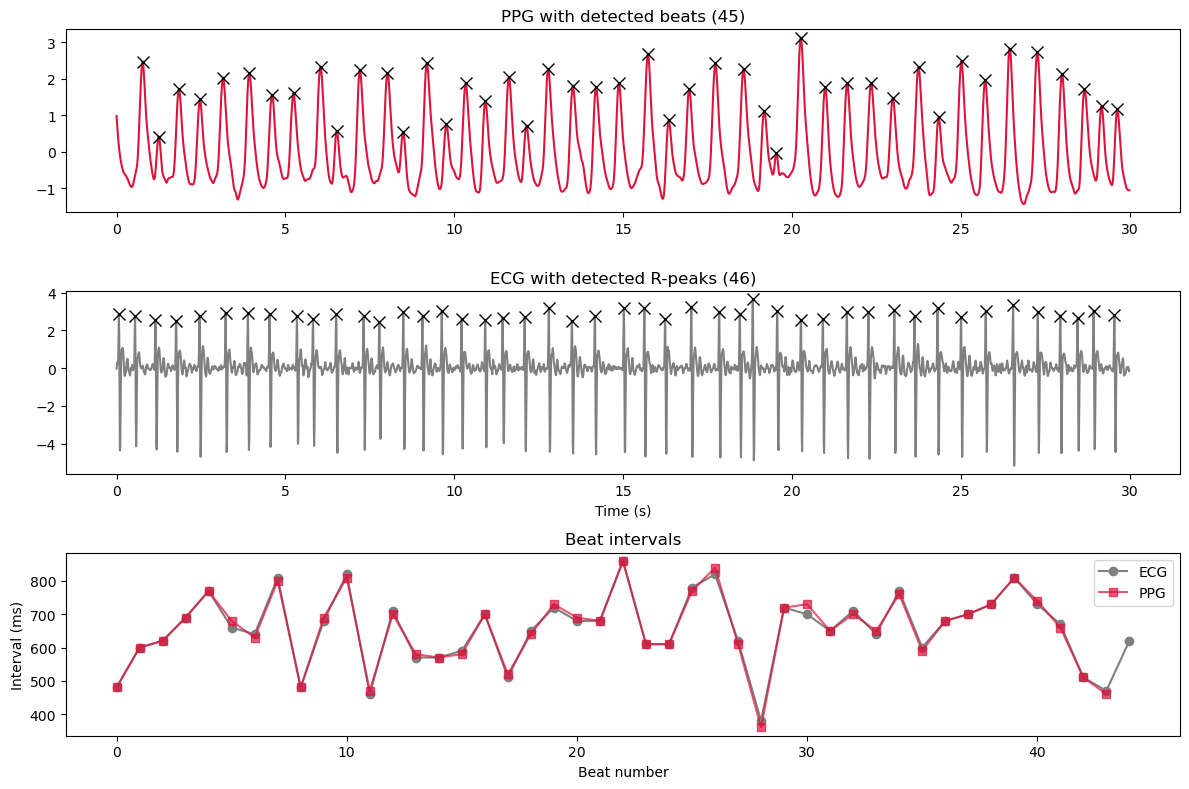 PPG with detected beats (45)
3
2
1
0
−1
0 5 10 15 20 25 30
ECG with detected R-peaks (46)
4
2
0
−2
−4
0 5 10 15 20 25 30
Time (s)
Beat intervals
ECG
PPG
Interval (ms)
800
700
600
500
400
0 10 20 30 40
Beat number